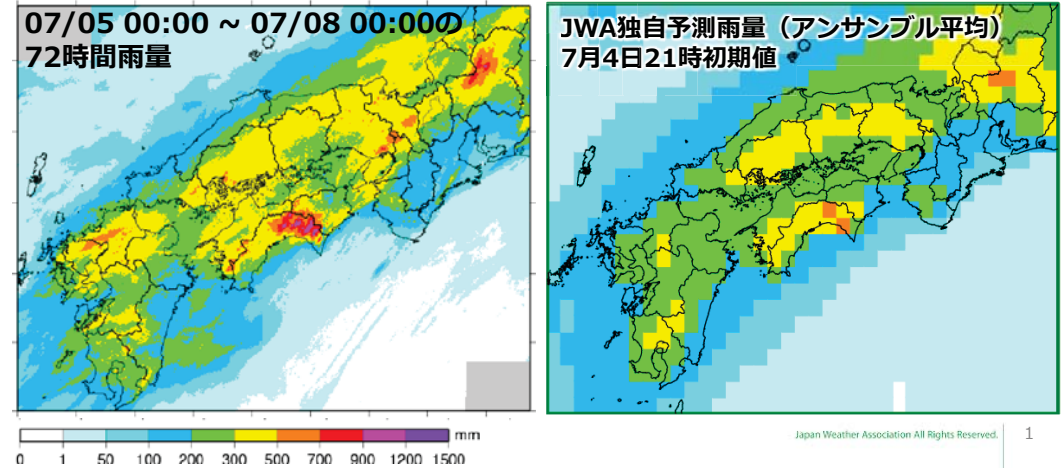 07/05 00:00 ~ 07/08 00:00の
72時間雨量
JWA独自予測雨量（アンサンブル平均）
7月4日21時初期値
mm
0 1 50 100 200 300 500 700 900 1200 1500
Japan Weather Association All Rights Reserved. 1